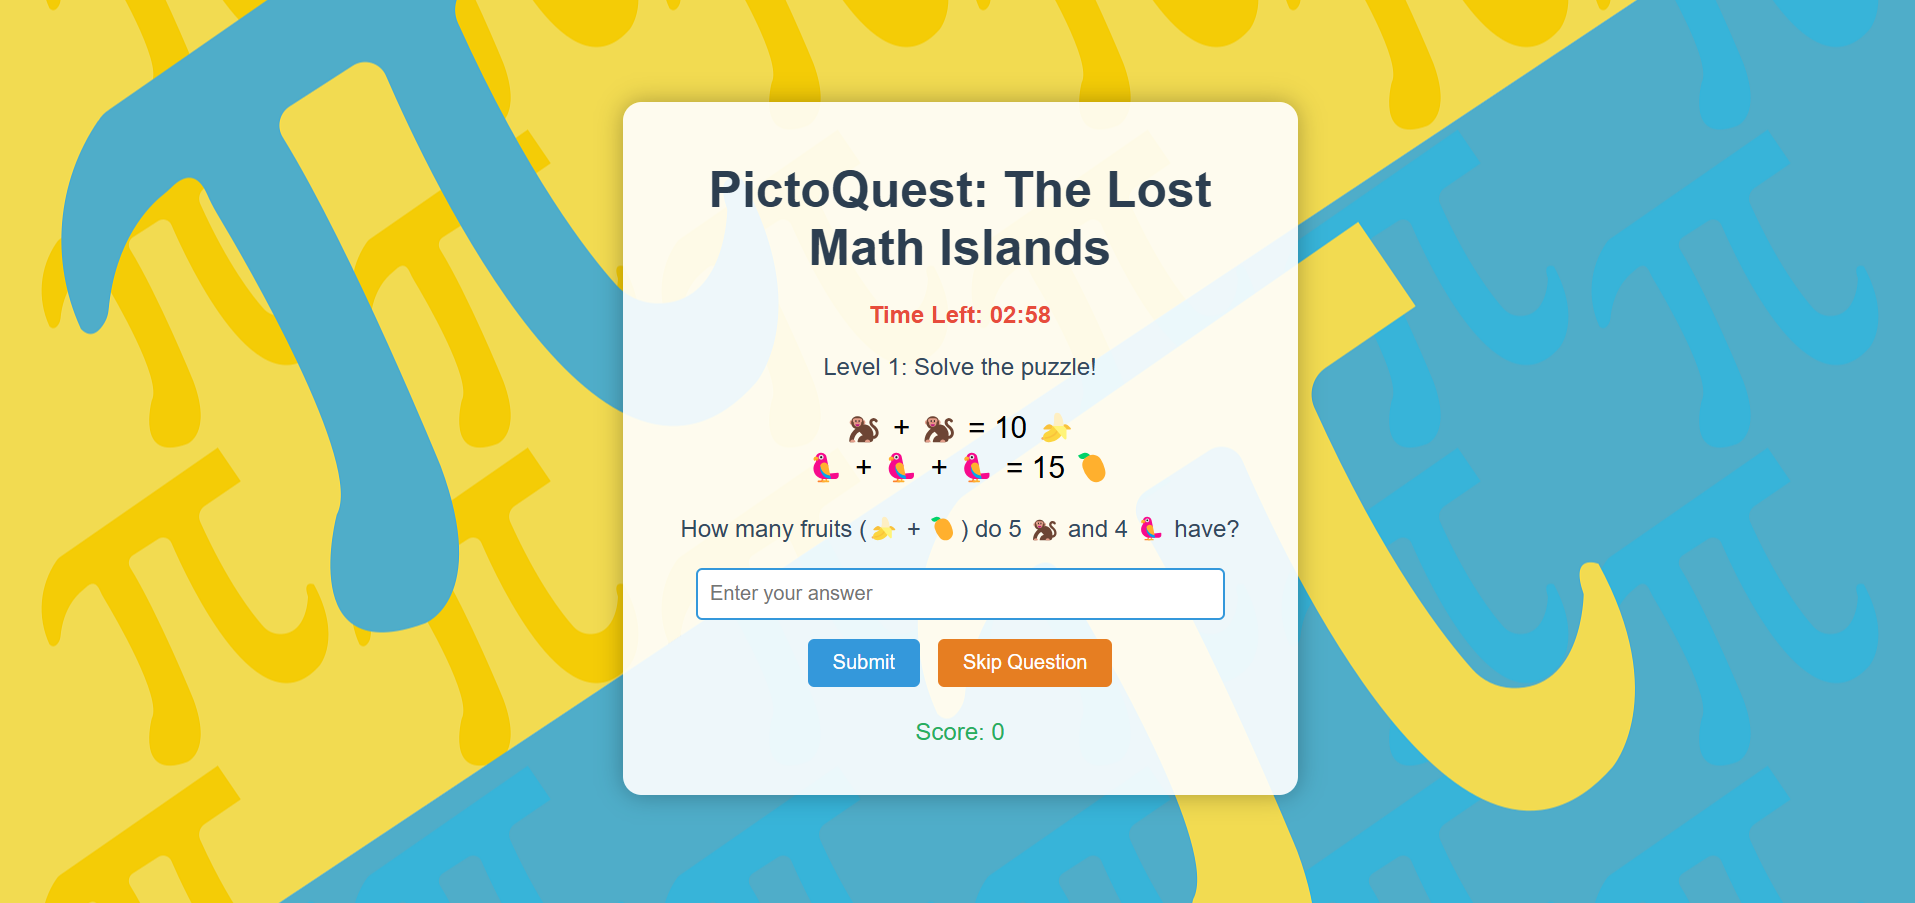 PictoQuest: The Lost
Math Islands
Time Left: 02:58
Level 1: Solve the puzzle!
🐒 + 🐒 = 10 🍌
🦜 + 🦜 + 🦜 = 15 🥭
How many fruits (🍌 + 🥭) do 5 🐒 and 4 🦜 have?
Enter your answer
Submit Skip Question
Score: 0